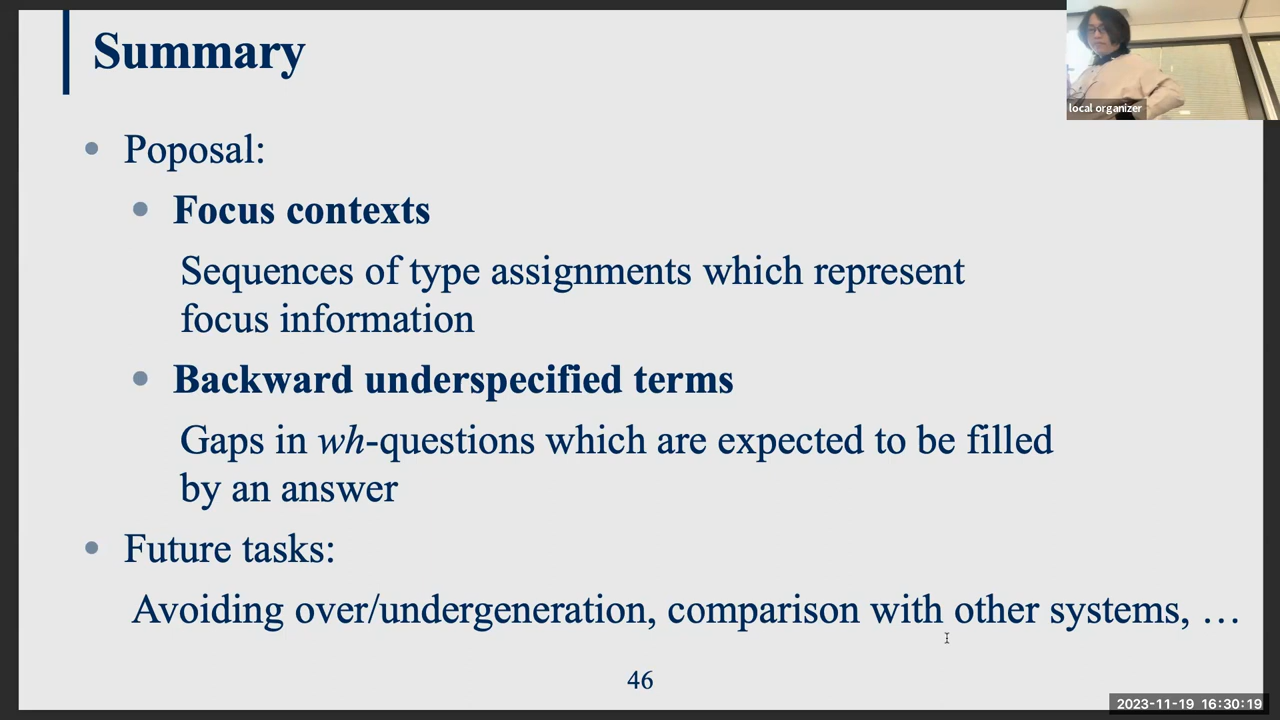 Summary
local organizer
• Poposal:
• Focus contexts
Sequences of type assignments which represent
focus information
• Backward underspecified terms
Gaps in wh-questions which are expected to be filled
by an answer
• Future tasks:
Avoiding over/undergeneration, comparison with other systems, …
46
2023-11-19 16:30:19